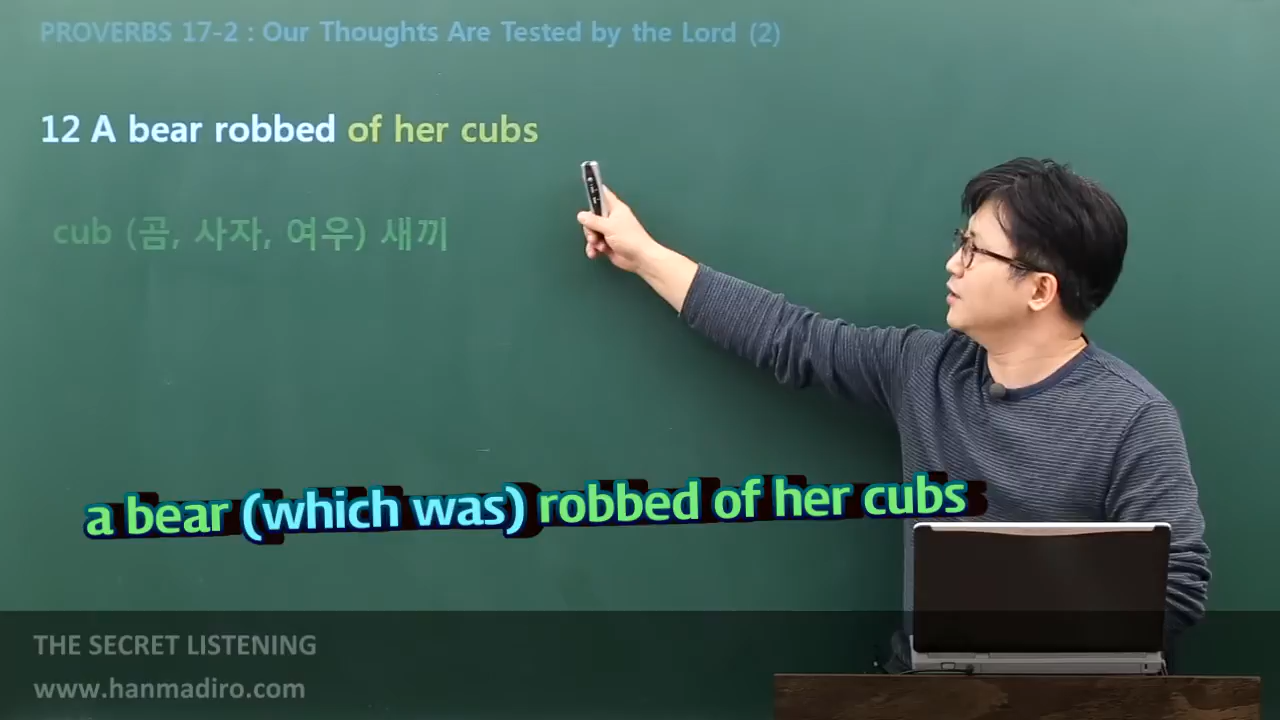 PROVERBS 17-2 : Our Thoughts Are Tested by the Lord (2)
12 A bear robbed of her cubs
cub (곰, 사자, 여우) 새끼
a bear (which was) robbed of her cubs
THE SECRET LISTENING
www.hanmadiro.com